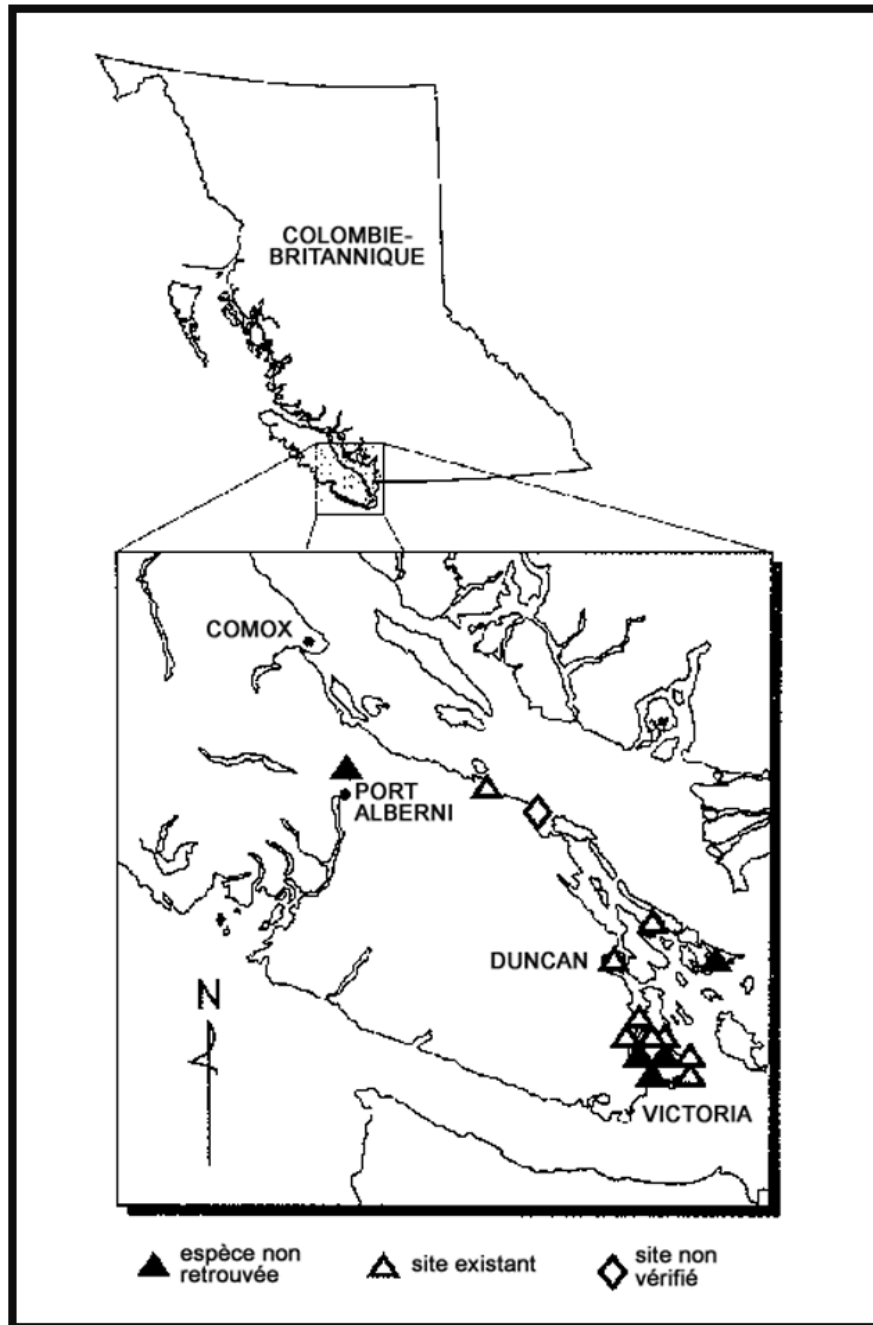 COLOMBIE-
BRITANNIQUE
COMOX
PORT
ALBERNI
DUNCAN
N
VICTORIA
espèce non
retrouvée
site existant
site non
vérifié